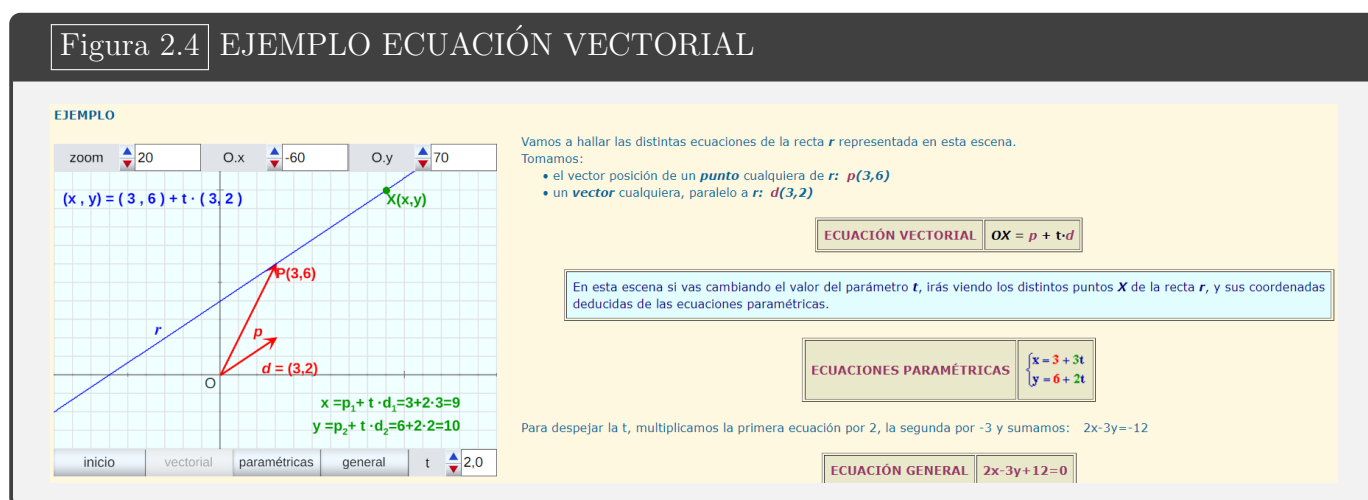 Figura 2.4 EJEMPLO ECUACIÓN VECTORIAL
EJEMPLO
zoom 20 O.x -60 O.y 70
(x , y) = ( 3 , 6 ) + t · ( 3, 2 )
X(x,y)
P(3,6)
r
p
d = (3,2)
O
x =p₁+ t ·d₁=3+2·3=9
y =p₂+ t ·d₂=6+2·2=10
inicio vectorial paramétricas general t 2,0
Vamos a hallar las distintas ecuaciones de la recta r representada en esta escena.
Tomamos:
• el vector posición de un punto cualquiera de r: p(3,6)
• un vector cualquiera, paralelo a r: d(3,2)
ECUACIÓN VECTORIAL OX = p + t·d
En esta escena si vas cambiando el valor del parámetro t, irás viendo los distintos puntos X de la recta r, y sus coordenadas
deducidas de las ecuaciones paramétricas.
ECUACIONES PARAMÉTRICAS
x = 3 + 3t
y = 6 + 2t
Para despejar la t, multiplicamos la primera ecuación por 2, la segunda por -3 y sumamos: 2x-3y=-12
ECUACIÓN GENERAL 2x-3y+12=0